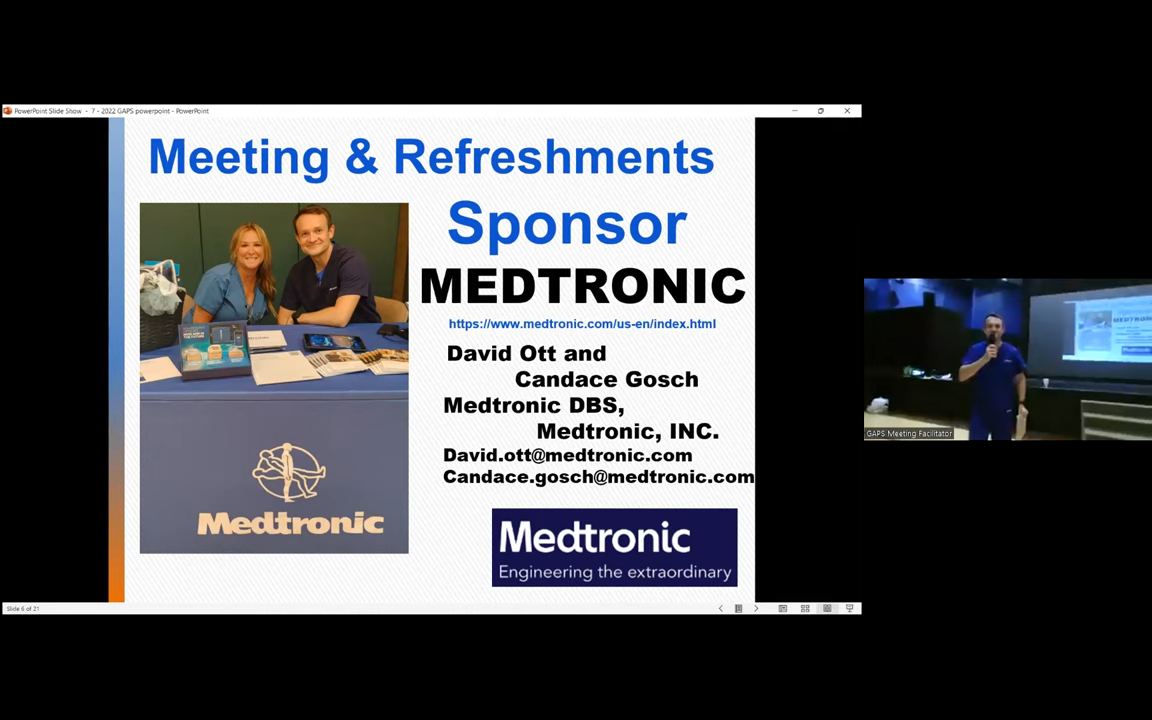 PowerPoint Slide Show - 7 - 2022 GAPS powerpoint - PowerPoint
Meeting & Refreshments
Sponsor
MEDTRONIC
https://www.medtronic.com/us-en/index.html
David Ott and
Candace Gosch
Medtronic DBS,
Medtronic, INC.
David.ott@medtronic.com
Candace.gosch@medtronic.com
Medtronic
Medtronic
Engineering the extraordinary
MEDTRONIC
GAPS Meeting Facilitator
Slide 6 of 21